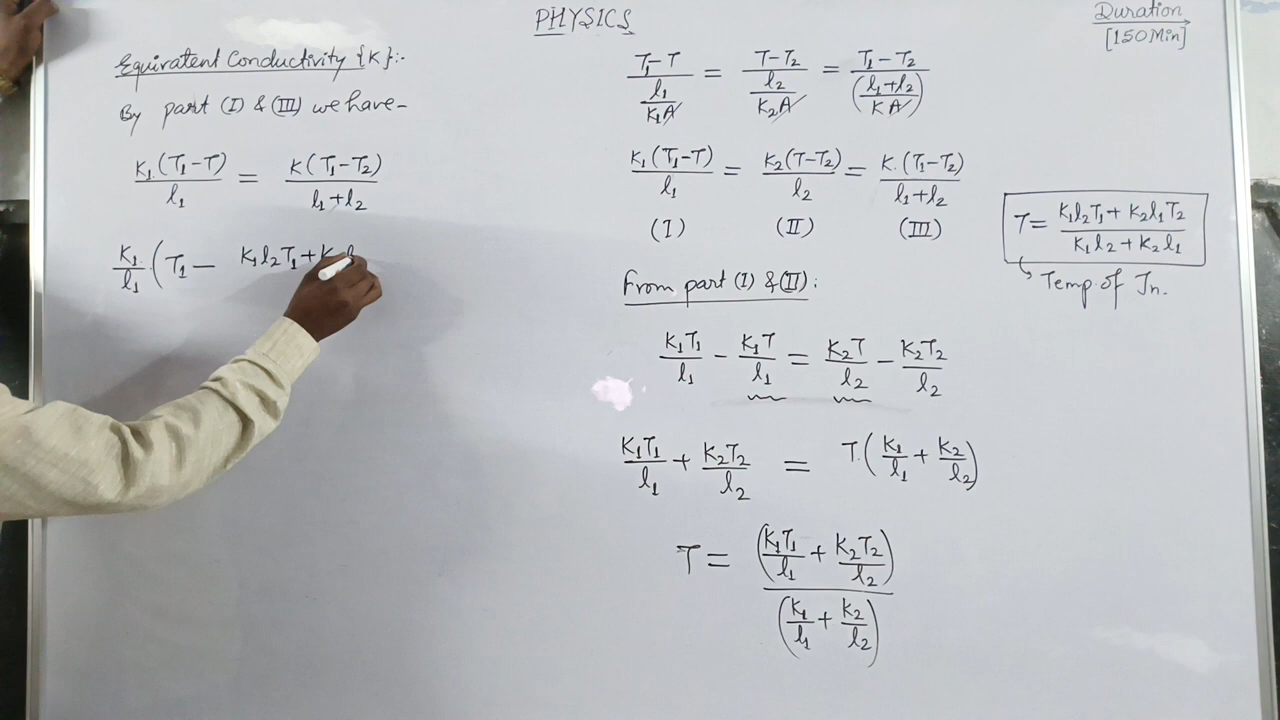 PHYSICS
Duration
[150 Min]
Equivatent Conductivity {K}:-
By part (I) & (III) we have-
K₁.(T₁-T)/l₁ = K(T₁-T₂)/l₁+l₂
K₁./l₁ (T₁ — K₁l₂T₁+K
T₁-T/(l₁/K₁A) = T-T₂/(l₂/K₂A) = T₁-T₂/((l₁+l₂)/KA)
K₁(T₁-T)/l₁ = K₂(T-T₂)/l₂ = K.(T₁-T₂)/l₁+l₂
(I) (II) (III)
From part (I) & (II):
K₁T₁/l₁ - K₁T/l₁ = K₂T/l₂ - K₂T₂/l₂
K₁T₁/l₁ + K₂T₂/l₂ = T.(K₁/l₁ + K₂/l₂)
T = (K₁T₁/l₁ + K₂T₂/l₂)/(K₁/l₁ + K₂/l₂)
T = K₁l₂T₁ + K₂l₁T₂/K₁l₂ + K₂l₁
Temp. of Jn.